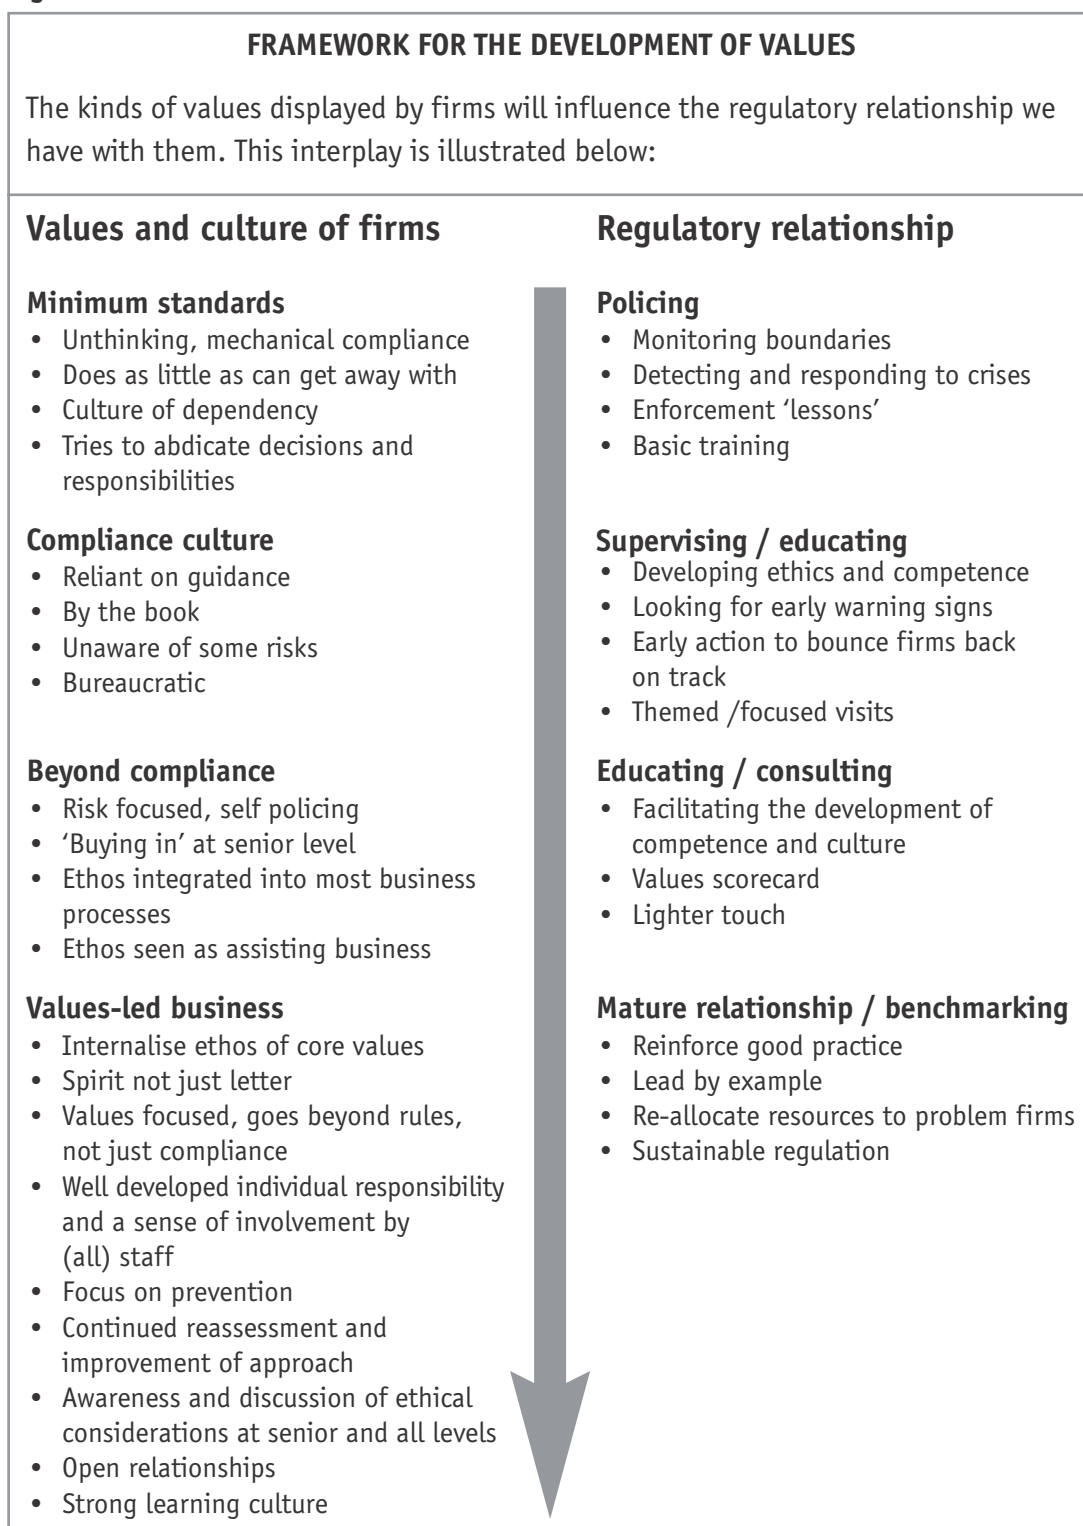 FRAMEWORK FOR THE DEVELOPMENT OF VALUES
The kinds of values displayed by firms will influence the regulatory relationship we
have with them. This interplay is illustrated below:
Values and culture of firms
Minimum standards
• Unthinking, mechanical compliance
• Does as little as can get away with
• Culture of dependency
• Tries to abdicate decisions and
responsibilities
Compliance culture
• Reliant on guidance
• By the book
• Unaware of some risks
• Bureaucratic
Beyond compliance
• Risk focused, self policing
• ‘Buying in’ at senior level
• Ethos integrated into most business
processes
• Ethos seen as assisting business
Values-led business
• Internalise ethos of core values
• Spirit not just letter
• Values focused, goes beyond rules,
not just compliance
• Well developed individual responsibility
and a sense of involvement by
(all) staff
• Focus on prevention
• Continued reassessment and
improvement of approach
• Awareness and discussion of ethical
considerations at senior and all levels
• Open relationships
• Strong learning culture
Regulatory relationship
Policing
• Monitoring boundaries
• Detecting and responding to crises
• Enforcement ‘lessons’
• Basic training
Supervising / educating
• Developing ethics and competence
• Looking for early warning signs
• Early action to bounce firms back
on track
• Themed /focused visits
Educating / consulting
• Facilitating the development of
competence and culture
• Values scorecard
• Lighter touch
Mature relationship / benchmarking
• Reinforce good practice
• Lead by example
• Re-allocate resources to problem firms
• Sustainable regulation